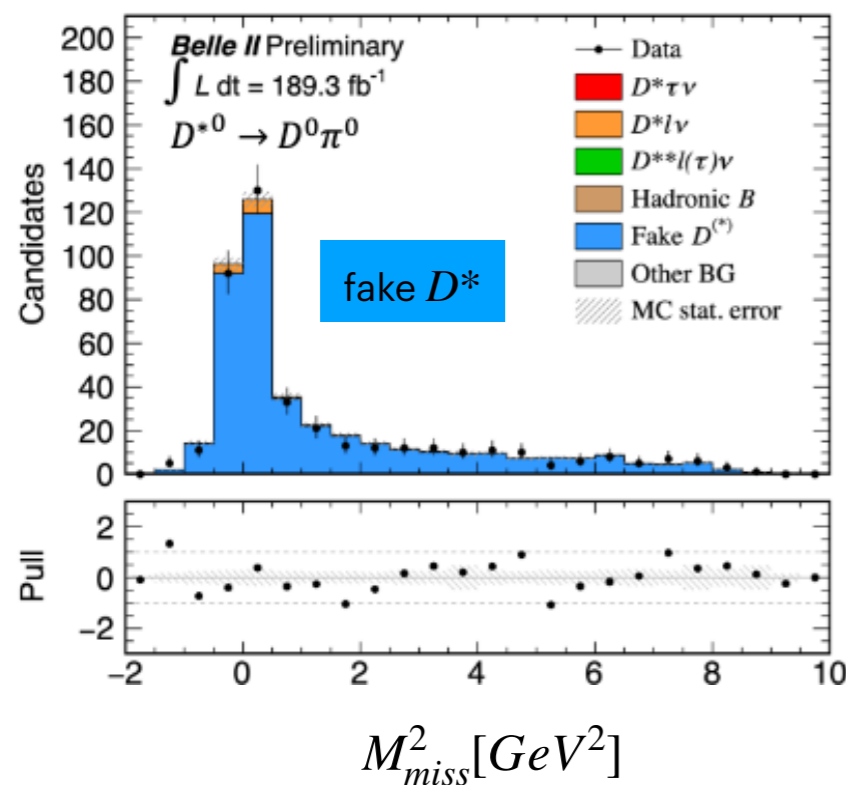 Belle II Preliminary
∫ L dt = 189.3 fb⁻¹
D*⁰ → D⁰π⁰
Data
D*τν
D*lν
D**l(τ)ν
Hadronic B
Fake D⁽*⁾
Other BG
MC stat. error
fake D*
Candidates
200
180
160
140
120
100
80
60
40
20
0
Pull
2
0
−2
−2 0 2 4 6 8 10
M²miss[GeV²]